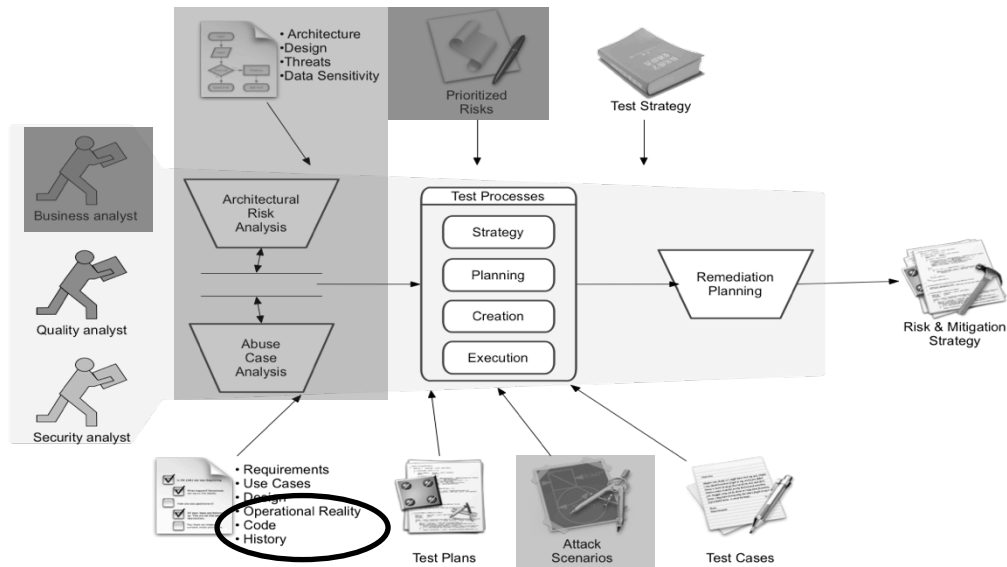 • Architecture
•Design
• Threats
•Data Sensitivity
Prioritized
Risks
Test Strategy
Business analyst
Quality analyst
Security analyst
Architectural
Risk
Analysis
Abuse
Case
Analysis
Test Processes
Strategy
Planning
Creation
Execution
Remediation
Planning
Risk & Mitigation
Strategy
• Requirements
• Use Cases
• Design
• Operational Reality
• Code
• History
Test Plans
Attack
Scenarios
Test Cases